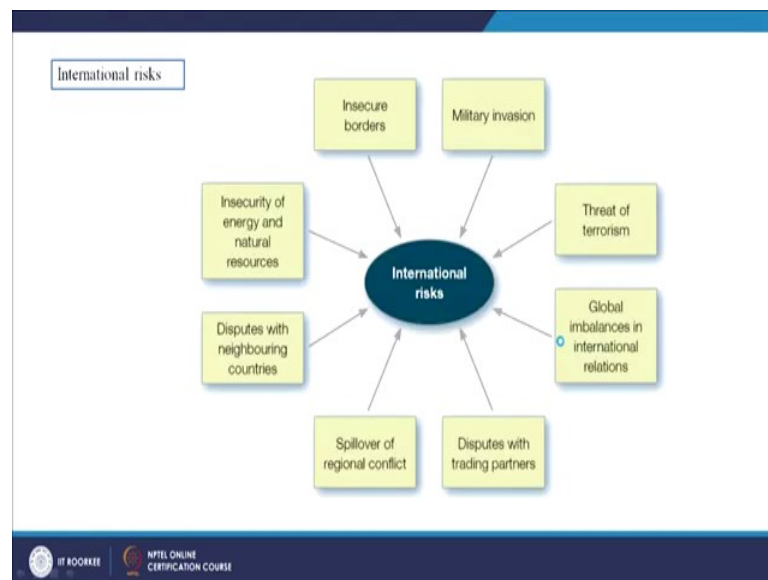 International risks
Insecure
borders
Military invasion
Insecurity of
energy and
natural
resources
Threat of
terrorism
International
risks
Disputes with
neighbouring
countries
Global
imbalances in
international
relations
Spillover of
regional conflict
Disputes with
trading partners
IIT ROORKEE
NPTEL ONLINE
CERTIFICATION COURSE